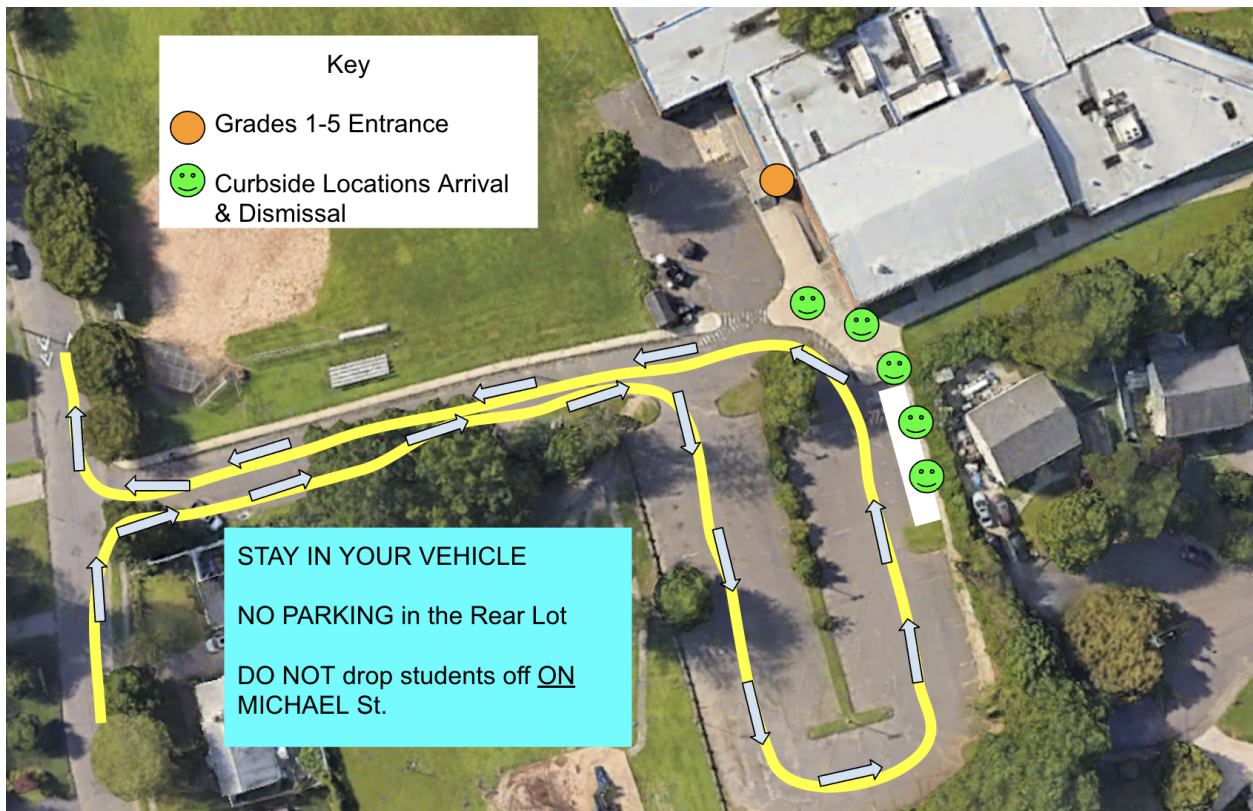 Key
Grades 1-5 Entrance
Curbside Locations Arrival
& Dismissal
STAY IN YOUR VEHICLE
NO PARKING in the Rear Lot
DO NOT drop students off ON
MICHAEL St.